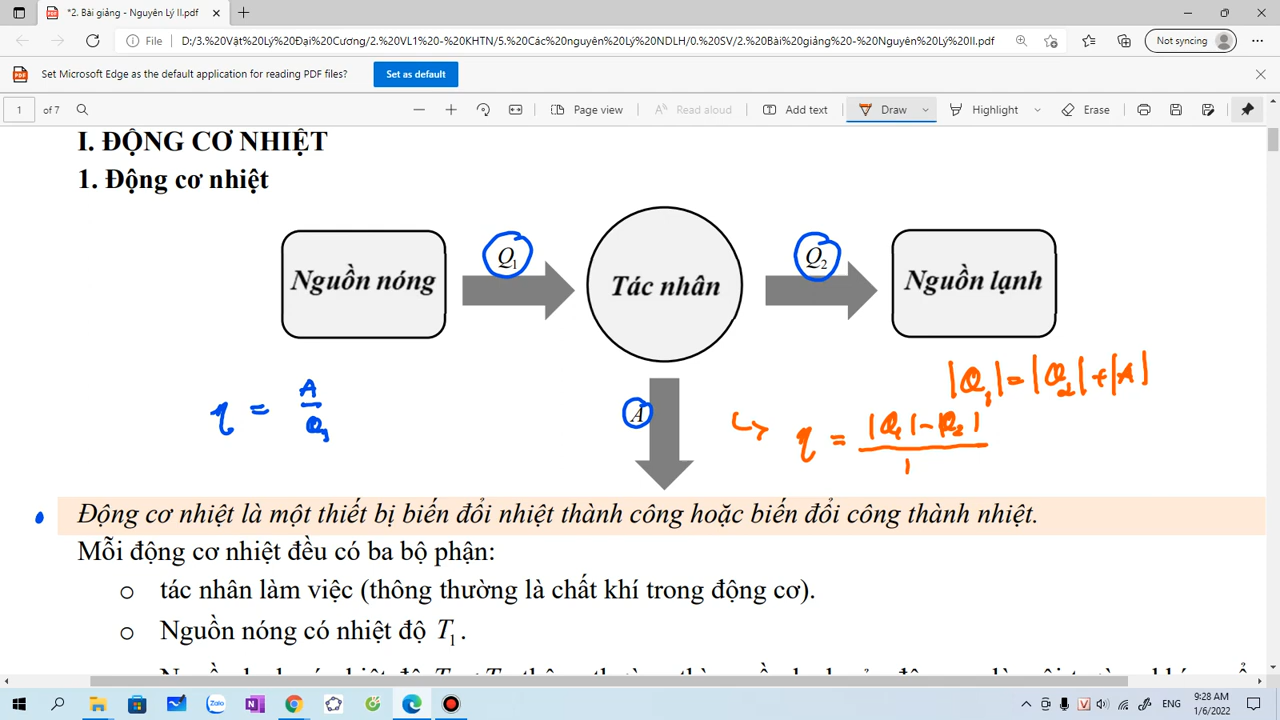 *2. Bài giảng - Nguyên Lý II.pdf
File
D:/3.%20Vật%20Lý%20Đại%20Cương/2.%20VL1%20-%20KHTN/5.%20Các%20nguyên%20Lý%20NDLH/0.%20SV/2.%20Bài%20giảng%20-%20Nguyên%20Lý%20II.pdf
Not syncing
Set Microsoft Edge as the default application for reading PDF files?
Set as default
1 of 7
Page view
Read aloud
Add text
Draw
Highlight
Erase
I. ĐỘNG CƠ NHIỆT
1. Động cơ nhiệt
Nguồn nóng
Q₁
Tác nhân
Q₂
Nguồn lạnh
|Q₁| = |Q₂| + |A|
η = A/Q₁
A
↪ η = |Q₁| - |Q₂| / |
Động cơ nhiệt là một thiết bị biến đổi nhiệt thành công hoặc biến đổi công thành nhiệt.
Mỗi động cơ nhiệt đều có ba bộ phận:
o tác nhân làm việc (thông thường là chất khí trong động cơ).
o Nguồn nóng có nhiệt độ T₁.
Zalo
9:28 AM
1/6/2022